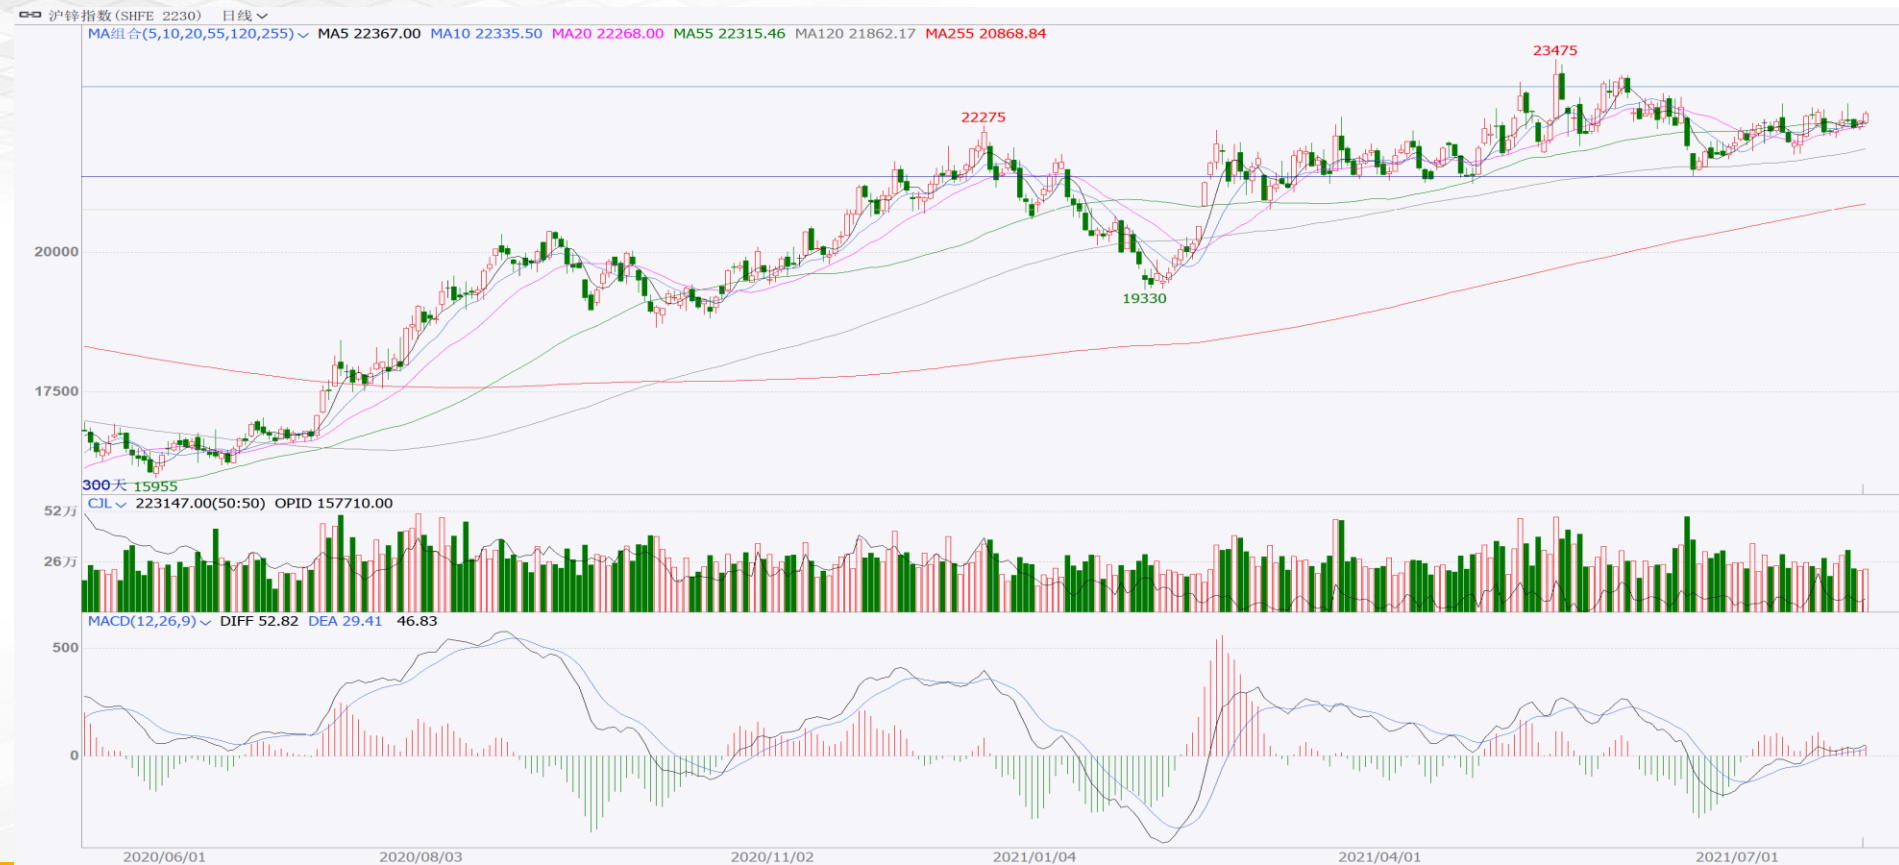 沪锌指数(SHFE 2230) 日线
MA组合(5,10,20,55,120,255) MA5 22367.00 MA10 22335.50 MA20 22268.00 MA55 22315.46 MA120 21862.17 MA255 20868.84
23475
22275
20000
19330
17500
300天 15955
CJL 223147.00(50:50) OPID 157710.00
52万
26万
MACD(12,26,9) DIFF 52.82 DEA 29.41 46.83
500
0
2020/06/01 2020/08/03 2020/11/02 2021/01/04 2021/04/01 2021/07/01